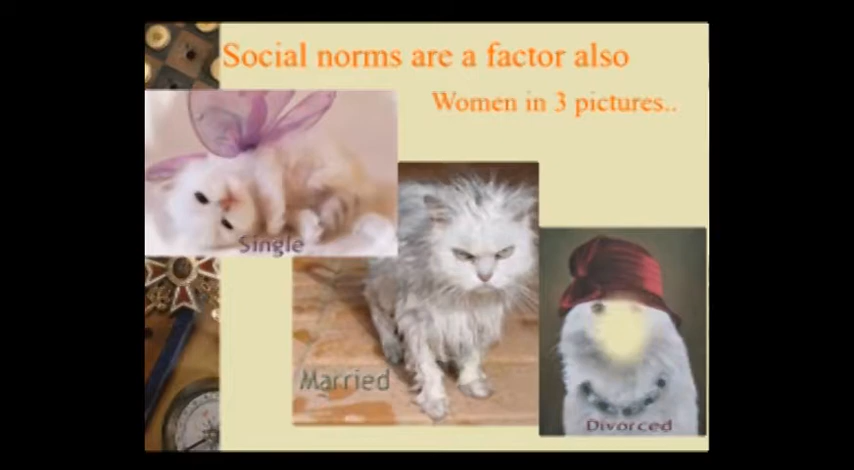 Social norms are a factor also
Women in 3 pictures..
Single
Married
Divorced